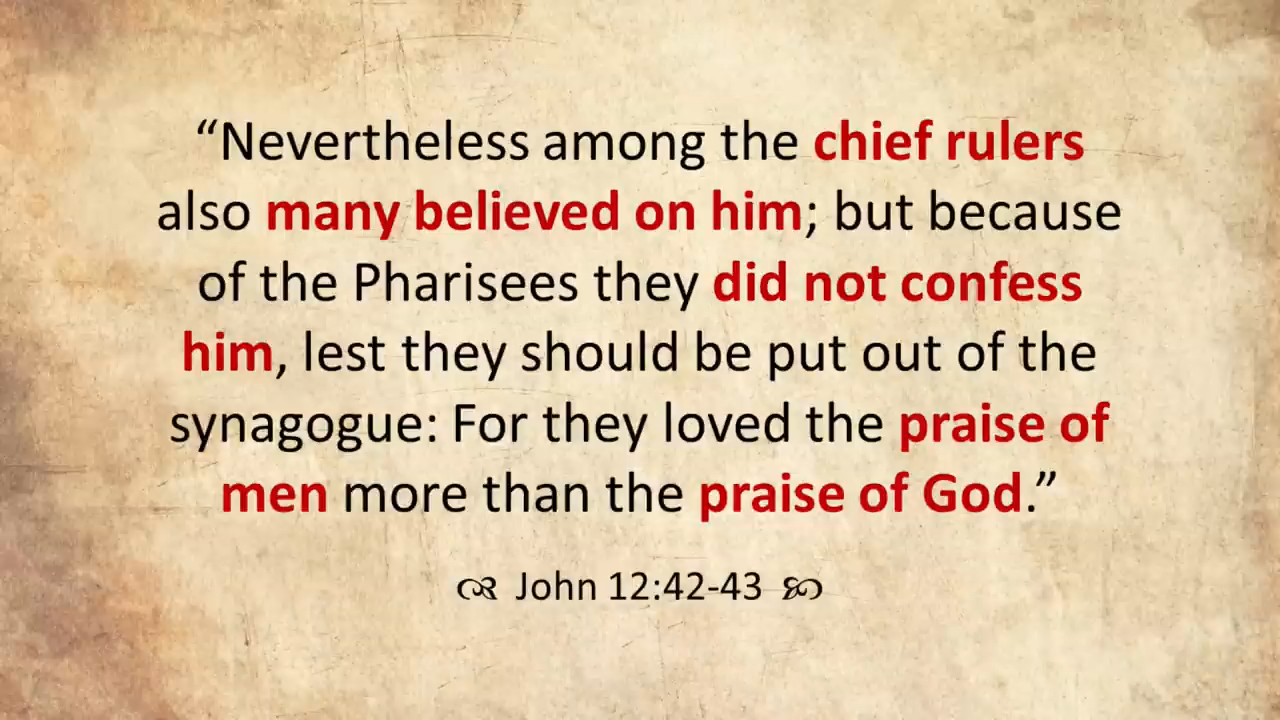 “Nevertheless among the chief rulers
also many believed on him; but because
of the Pharisees they did not confess
him, lest they should be put out of the
synagogue: For they loved the praise of
men more than the praise of God.”
John 12:42-43